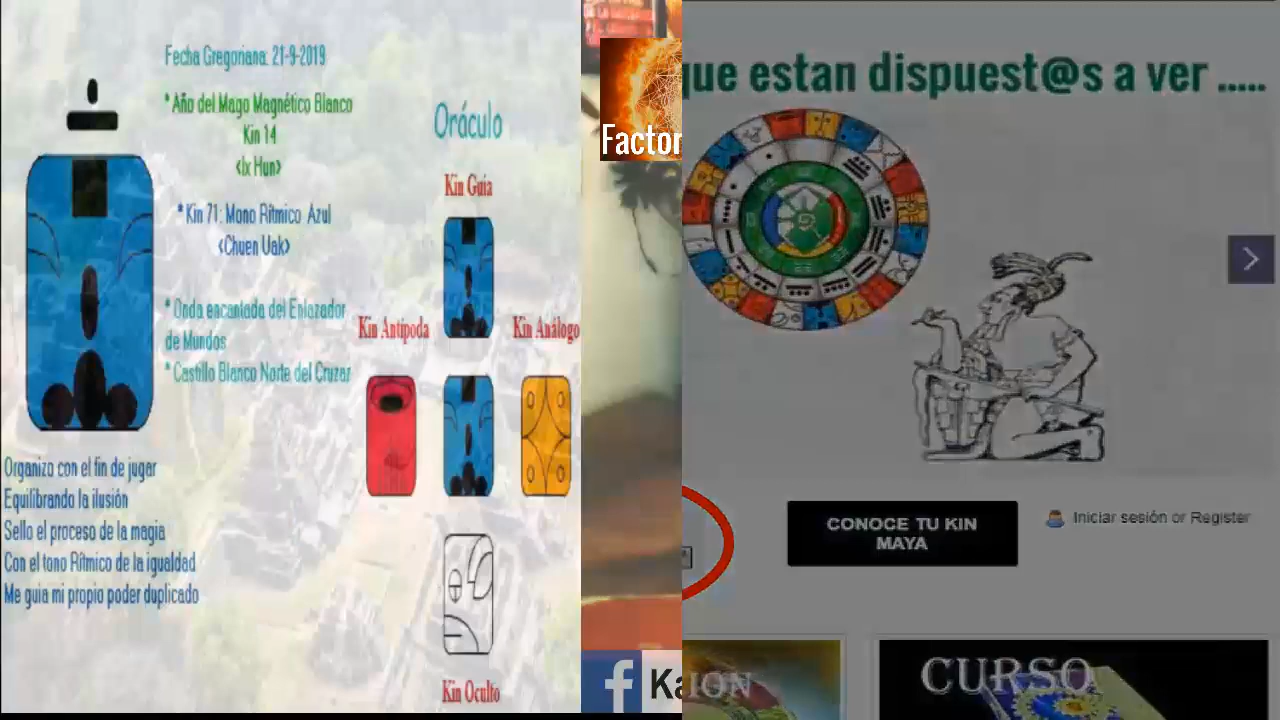 Fecha Gregoriana: 21-9-2019
* Año del Mago Magnético Blanco
Kin 14
<Ix Hun>
* Kin 71: Mono Rítmico Azul
<Chuen Uak>
* Onda encantada del Enlazador
de Mundos
* Castillo Blanco Norte del Cruzar
Organizo con el fin de jugar
Equilibrando la ilusión
Sello el proceso de la magia
Con el tono Rítmico de la igualdad
Me guia mi propio poder duplicado
Oráculo
Kin Guia
Kin Antípoda
Kin Análogo
Kin Oculto
Factor
f Ka
que estan dispuest@s a ver .....
CONOCE TU KIN
MAYA
Iniciar sesión or Register
ION
CURSO